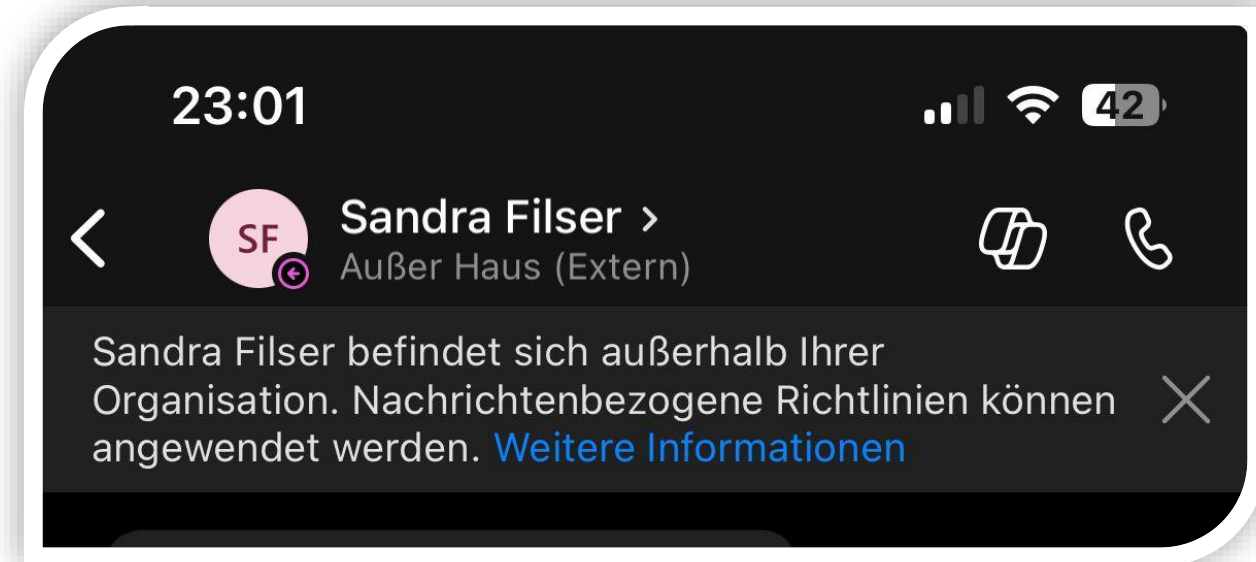 23:01
42
SF
Sandra Filser >
Außer Haus (Extern)
Sandra Filser befindet sich außerhalb Ihrer
Organisation. Nachrichtenbezogene Richtlinien können
angewendet werden. Weitere Informationen